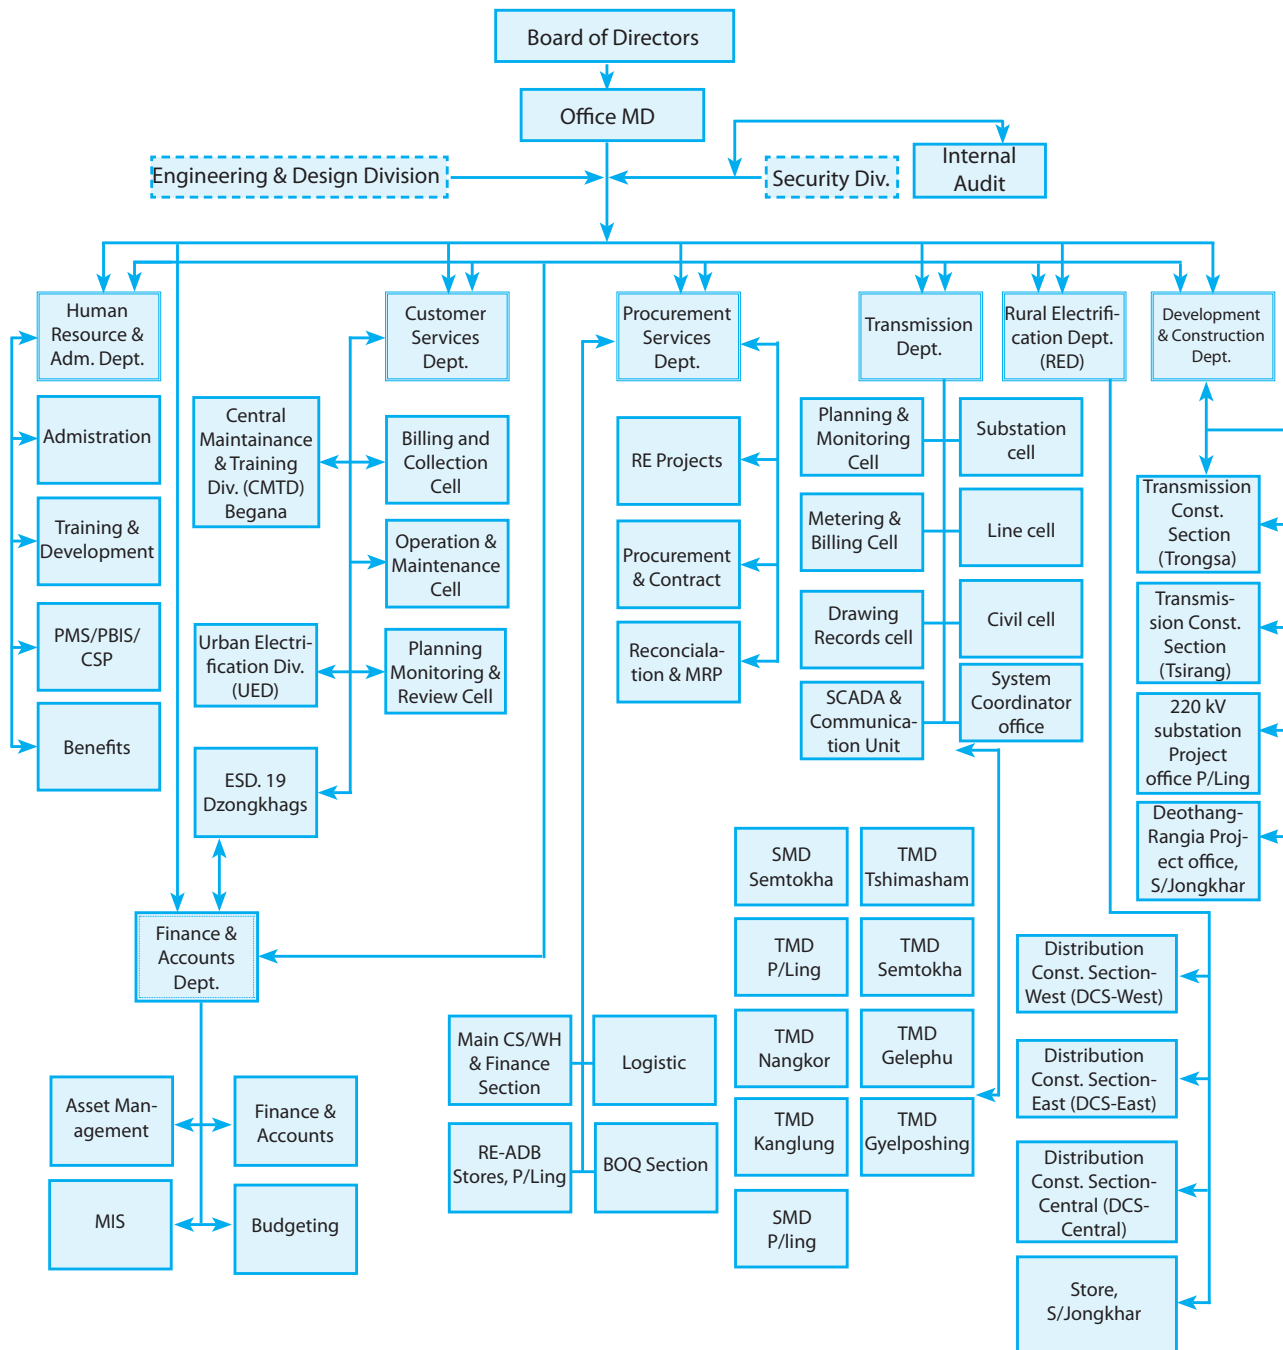 Board of Directors
Office MD
Engineering & Design Division
Security Div.
Internal
Audit
Human
Resource &
Adm. Dept.
Customer
Services
Dept.
Procurement
Services
Dept.
Transmission
Dept.
Rural Electrifi-
cation Dept.
(RED)
Development
& Construction
Dept.
Admistration
Training &
Development
PMS/PBIS/
CSP
Benefits
Central
Maintainance
& Training
Div. (CMTD)
Begana
Billing and
Collection
Cell
Operation &
Maintenance
Cell
Urban Electri-
fication Div.
(UED)
Planning
Monitoring &
Review Cell
ESD. 19
Dzongkhags
RE Projects
Procurement
& Contract
Reconciala-
tion & MRP
Planning &
Monitoring
Cell
Substation
cell
Metering &
Billing Cell
Line cell
Drawing
Records cell
Civil cell
SCADA &
Communica-
tion Unit
System
Coordinator
office
Transmission
Const.
Section
(Trongsa)
Transmis-
sion Const.
Section
(Tsirang)
220 kV
substation
Project
office P/Ling
Deothang-
Rangia Proj-
ect office,
S/Jongkhar
SMD
Semtokha
TMD
Tshimasham
TMD
P/Ling
TMD
Semtokha
TMD
Nangkor
TMD
Gelephu
TMD
Kanglung
TMD
Gyelposhing
SMD
P/ling
Finance &
Accounts
Dept.
Asset Man-
agement
Finance &
Accounts
MIS
Budgeting
Main CS/WH
& Finance
Section
Logistic
RE-ADB
Stores, P/Ling
BOQ Section
Distribution
Const. Section-
West (DCS-West)
Distribution
Const. Section-
East (DCS-East)
Distribution
Const. Section-
Central (DCS-
Central)
Store,
S/Jongkhar